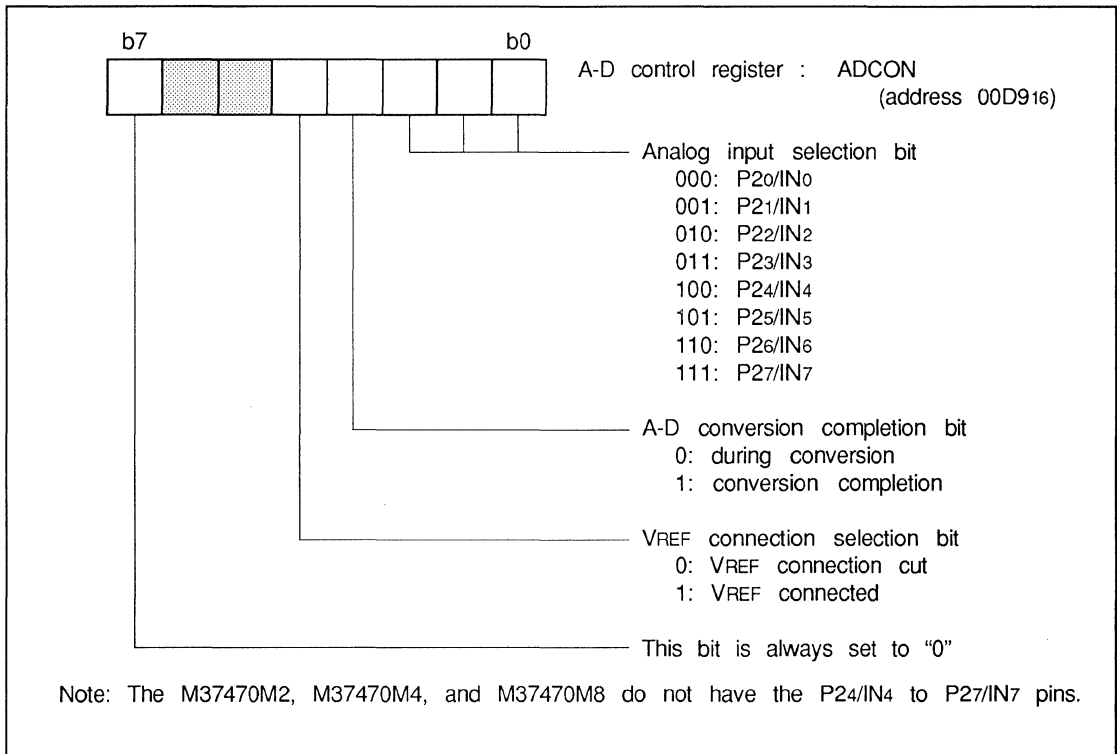 b7 b0
A-D control register : ADCON
(address 00D916)
Analog input selection bit
000: P20/IN0
001: P21/IN1
010: P22/IN2
011: P23/IN3
100: P24/IN4
101: P25/IN5
110: P26/IN6
111: P27/IN7
A-D conversion completion bit
0: during conversion
1: conversion completion
VREF connection selection bit
0: VREF connection cut
1: VREF connected
This bit is always set to “0”
Note: The M37470M2, M37470M4, and M37470M8 do not have the P24/IN4 to P27/IN7 pins.